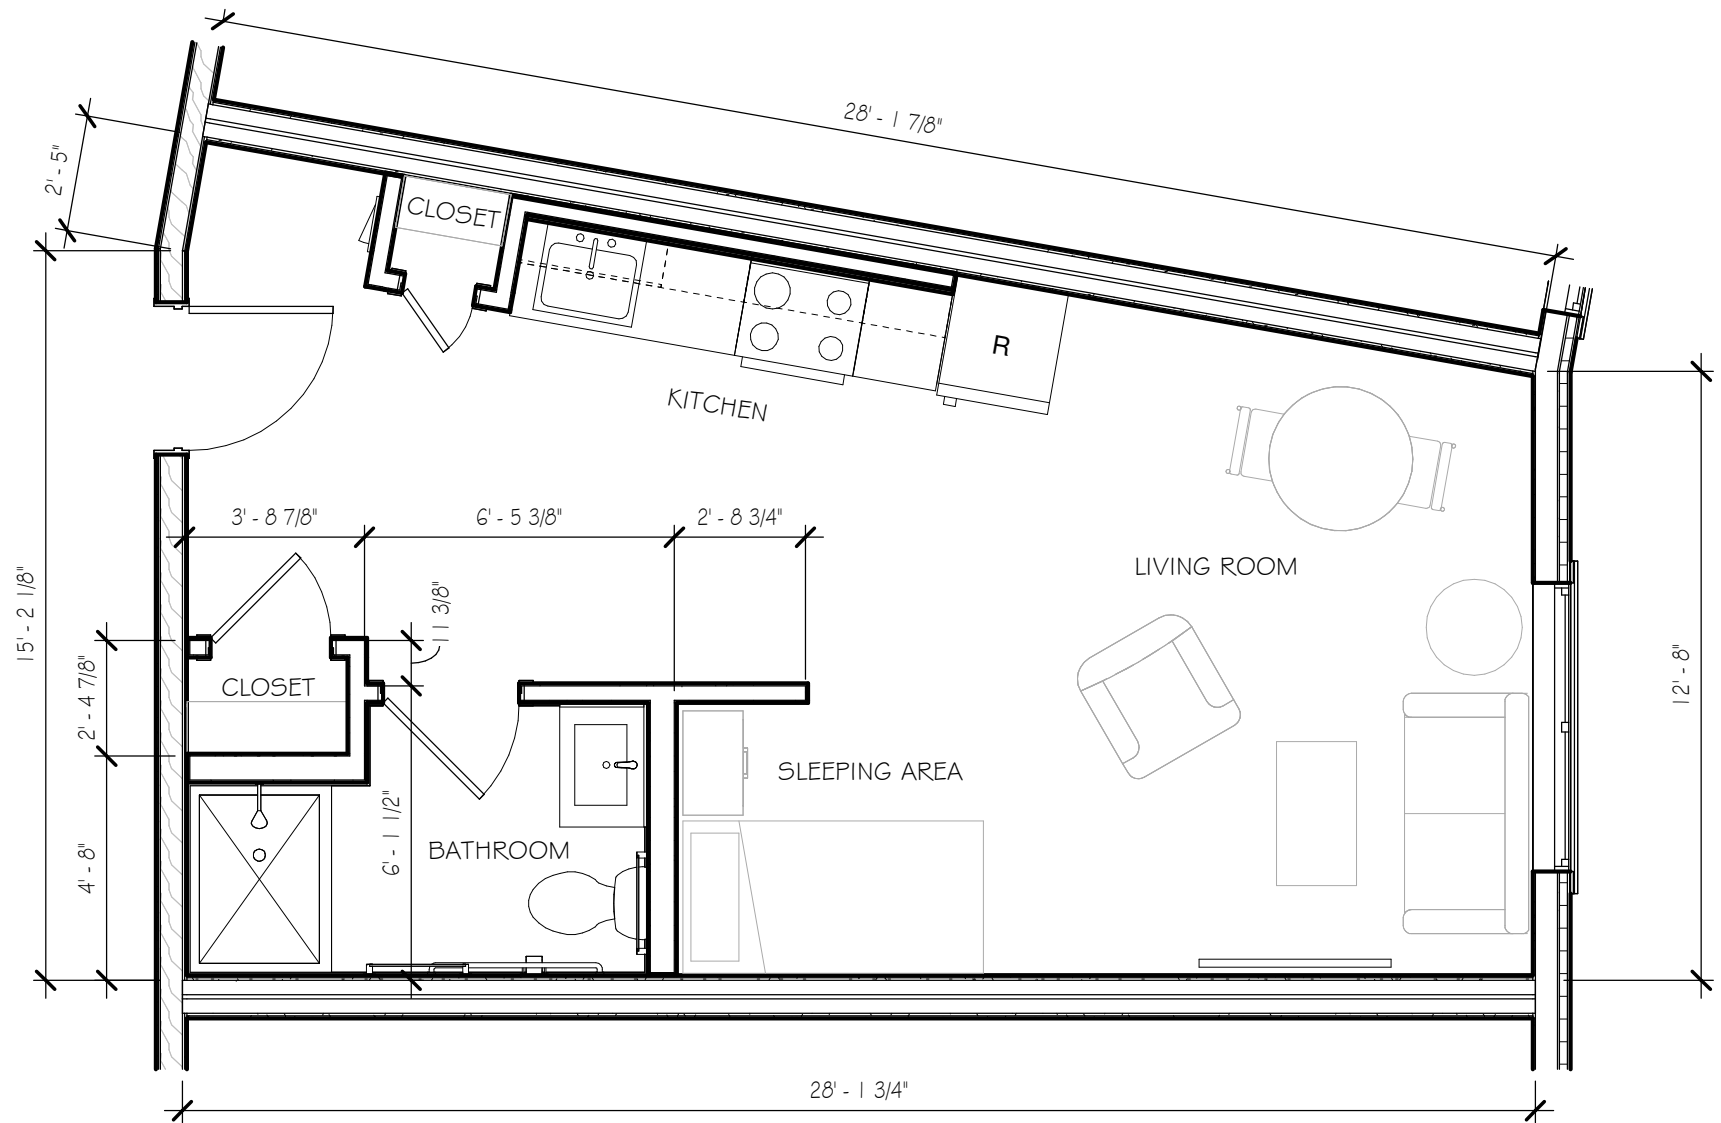 28' - 1 7/8"
2' - 5"
CLOSET
R
KITCHEN
3' - 8 7/8"
6' - 5 3/8"
2' - 8 3/4"
LIVING ROOM
15' - 2 1/8"
11 3/8"
12' - 8"
2' - 4 7/8"
CLOSET
SLEEPING AREA
6' - 1 1/2"
BATHROOM
4' - 8"
28' - 1 3/4"